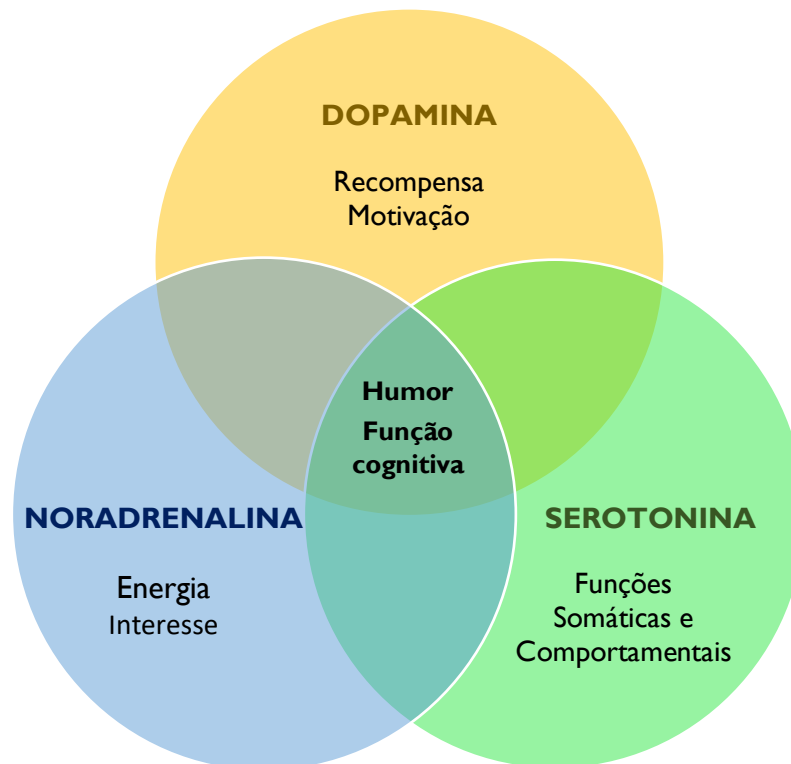 DOPAMINA
Recompensa
Motivação
Humor
Função
cognitiva
NORADRENALINA
Energia
Interesse
SEROTONINA
Funções
Somáticas e
Comportamentais